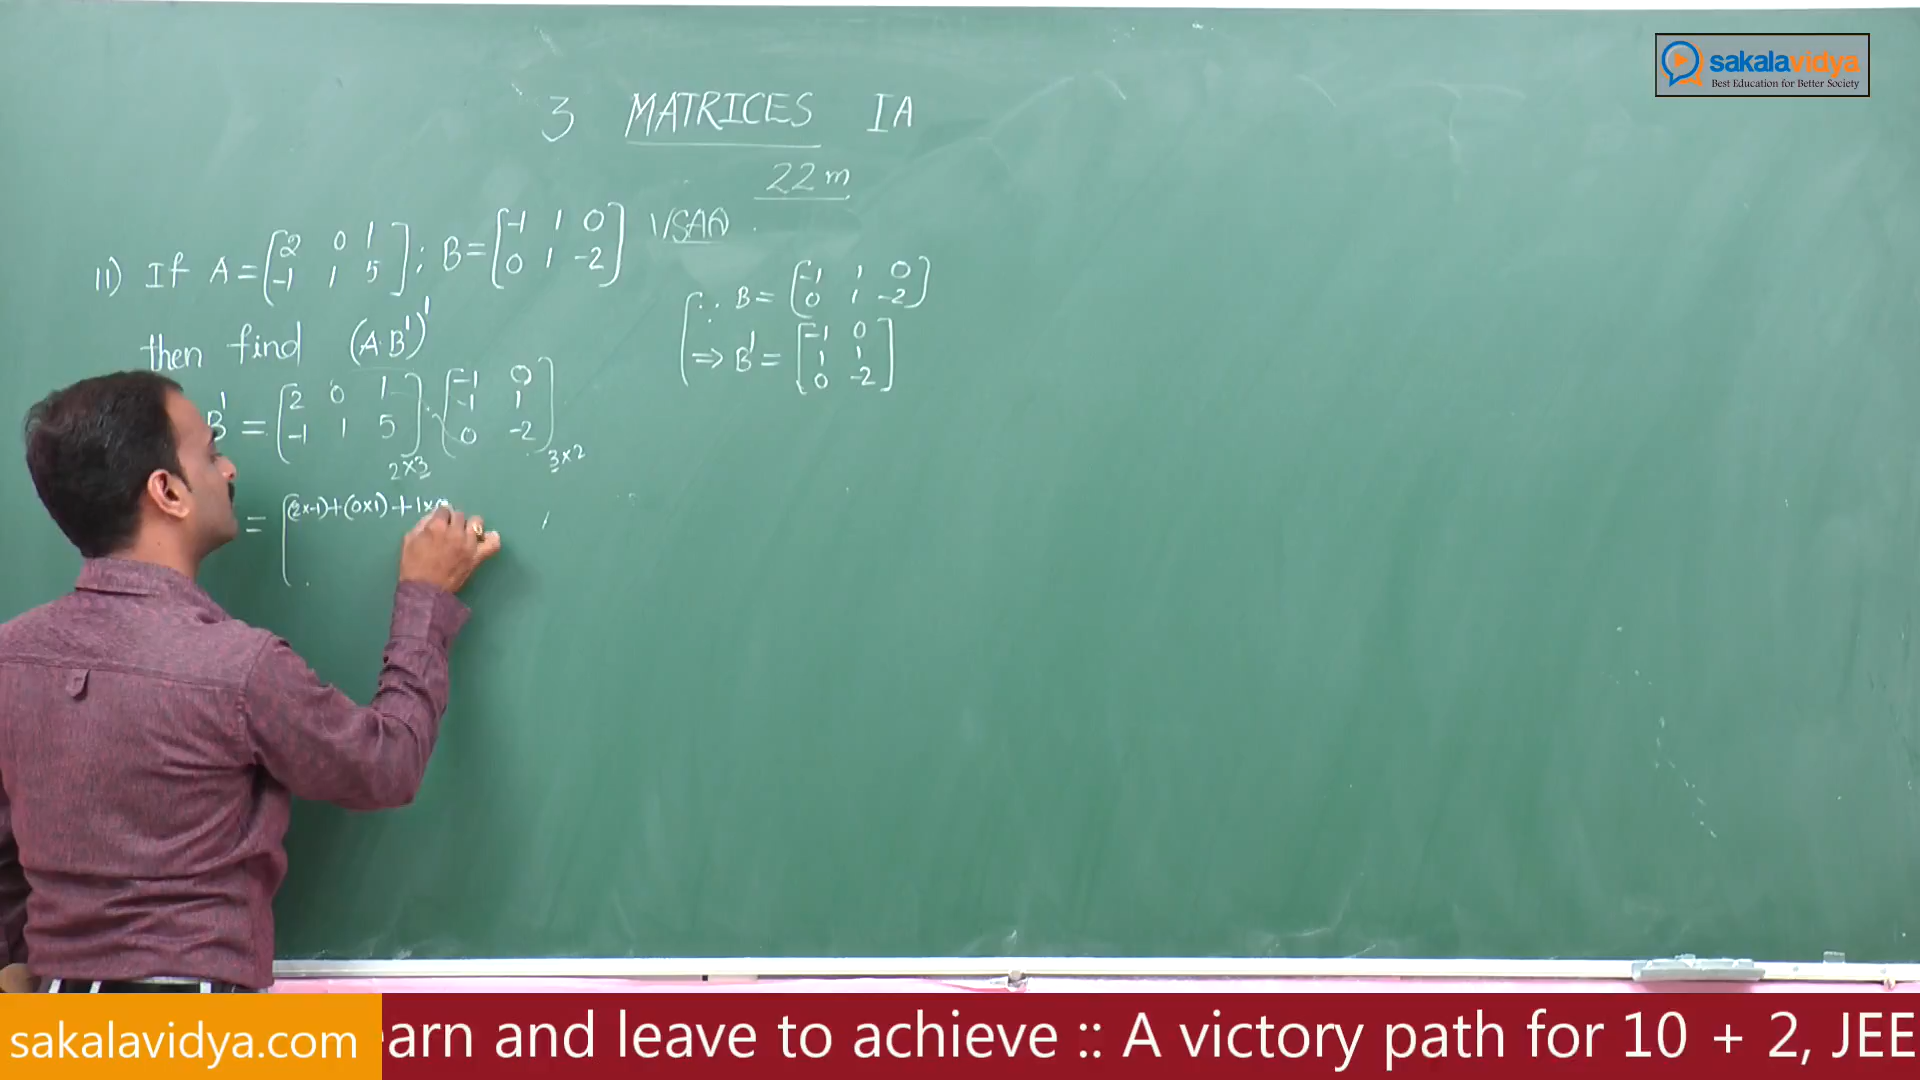 sakalavidya
Best Education for Better Society
3 MATRICES IA
22m
11) If A = [2 0 1
-1 1 5] ; B = [-1 1 0
0 1 -2] VSAQ
then find (A·B')'
B' = [2 0 1
-1 1 5] 2×3 · [-1 0
-1 1
0 -2] 3×2
= [(2×-1)+(0×1)+1×
∵ B = [-1 1 0
0 1 -2]
⇒ B' = [-1 0
1 1
0 -2]
sakalavidya.com
earn and leave to achieve :: A victory path for 10 + 2, JEE